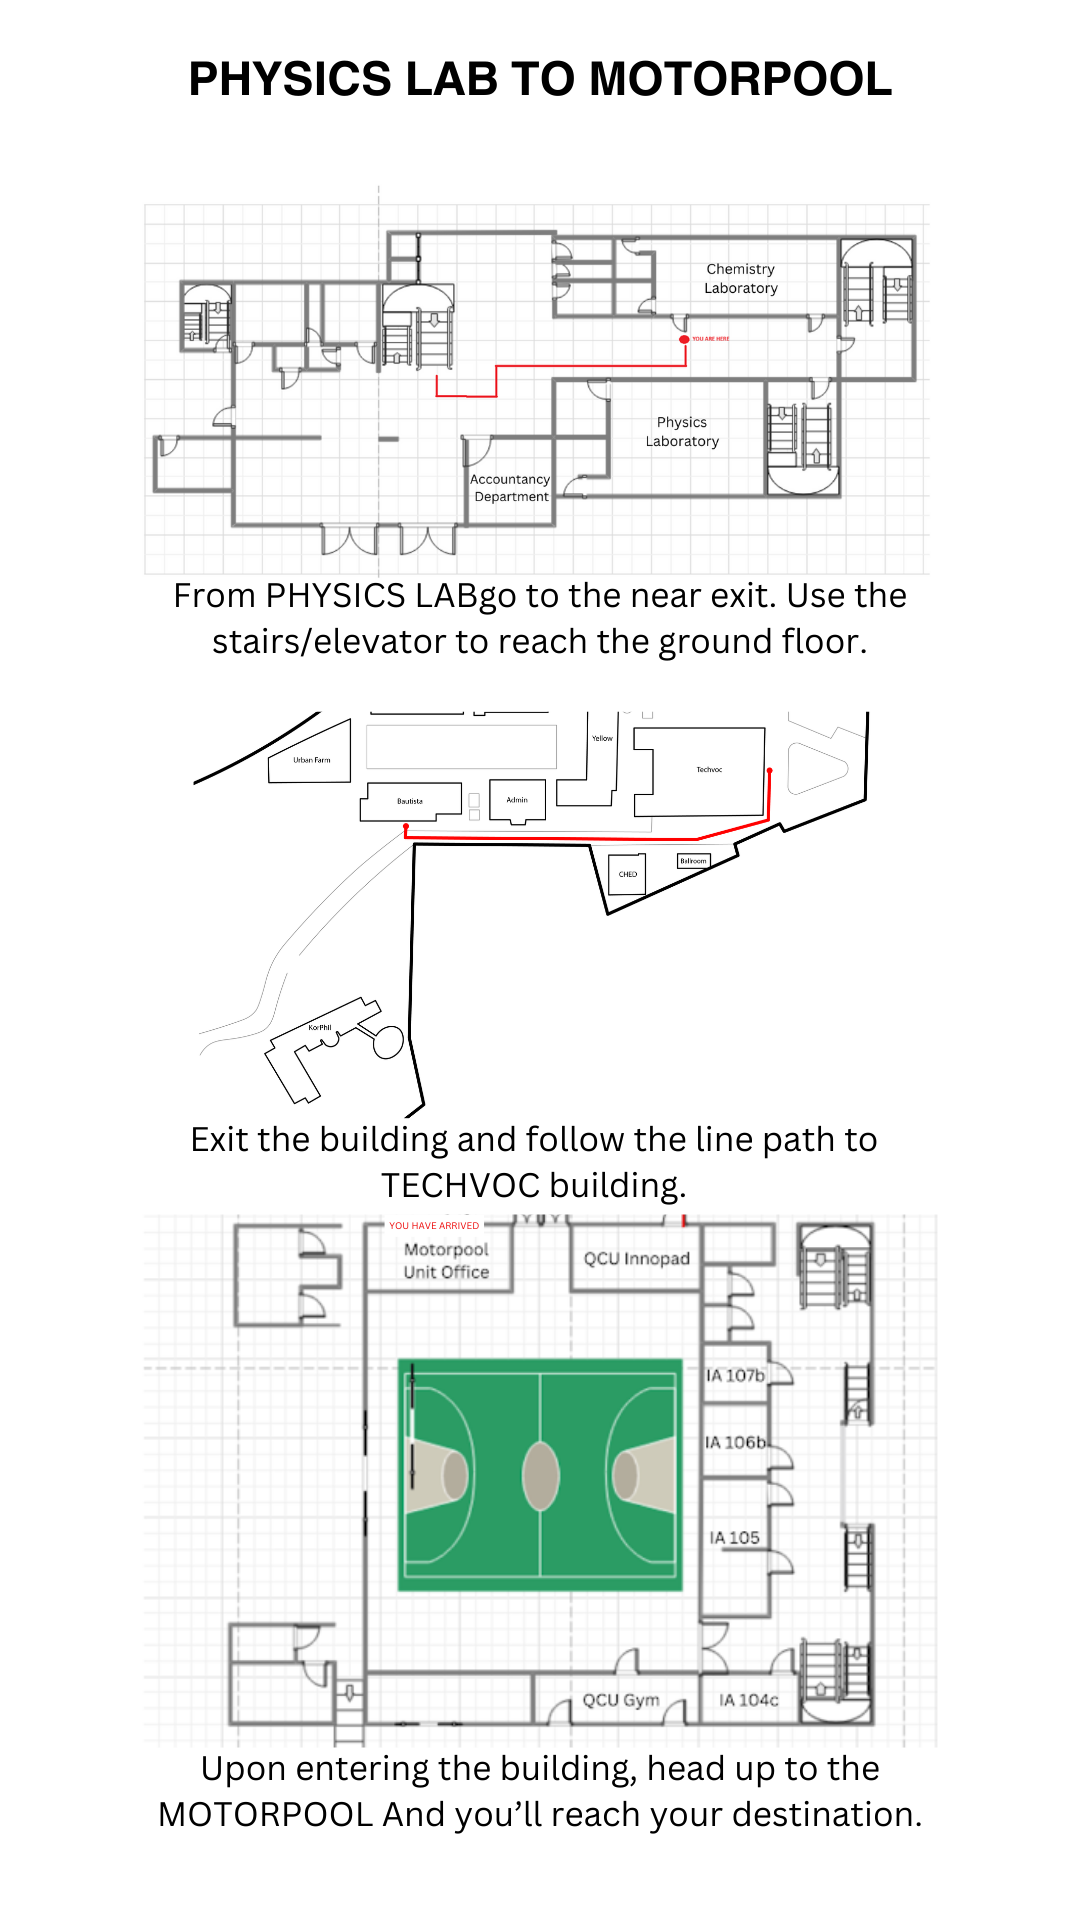 PHYSICS LAB TO MOTORPOOL
Chemistry
Laboratory
YOU ARE HERE
Physics
Laboratory
Accountancy
Department
From PHYSICS LABgo to the near exit. Use the
stairs/elevator to reach the ground floor.
Urban Farm
Yellow
Techvoc
Bautista
Admin
CHED
Ballroom
KorPhil
Exit the building and follow the line path to
TECHVOC building.
YOU HAVE ARRIVED
Motorpool
Unit Office
QCU Innopad
IA 107b
IA 106b
IA 105
QCU Gym
IA 104c
Upon entering the building, head up to the
MOTORPOOL And you’ll reach your destination.